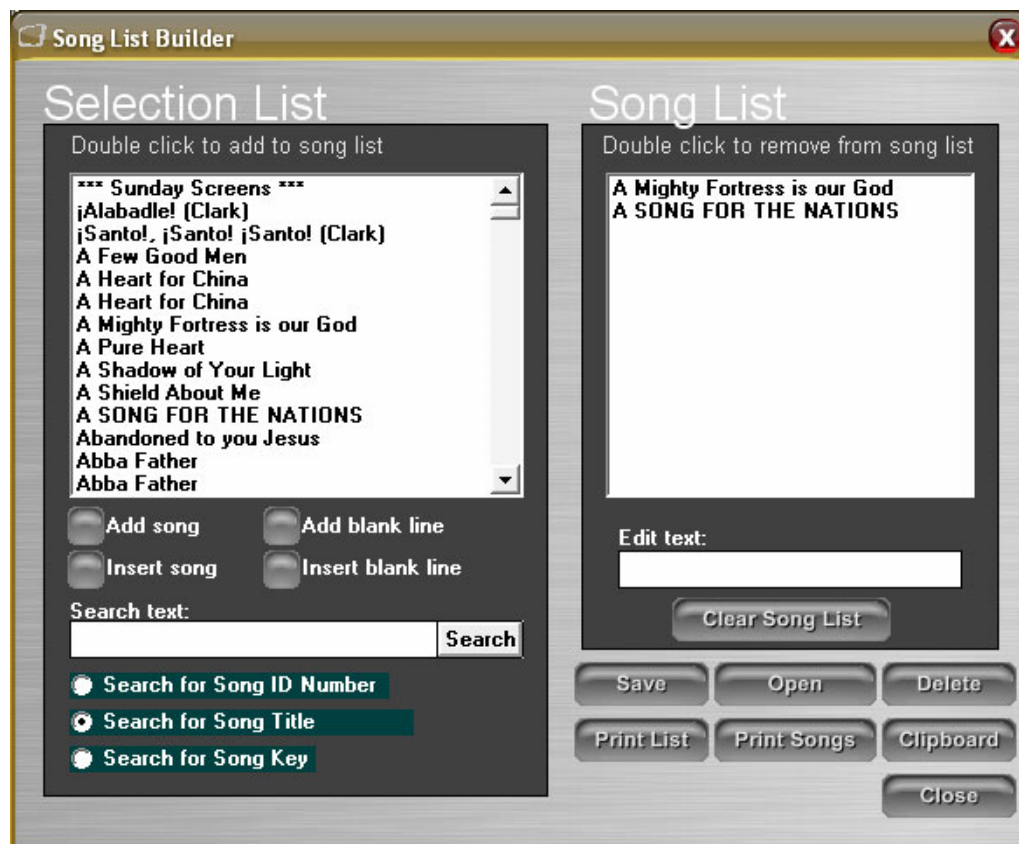 Song List Builder
Selection List
Double click to add to song list
*** Sunday Screens ***
¡Alabadle! (Clark)
¡Santo!, ¡Santo! ¡Santo! (Clark)
A Few Good Men
A Heart for China
A Heart for China
A Mighty Fortress is our God
A Pure Heart
A Shadow of Your Light
A Shield About Me
A SONG FOR THE NATIONS
Abandoned to you Jesus
Abba Father
Abba Father
Add song
Add blank line
Insert song
Insert blank line
Search text:
Search
Search for Song ID Number
Search for Song Title
Search for Song Key
Song List
Double click to remove from song list
A Mighty Fortress is our God
A SONG FOR THE NATIONS
Edit text:
Clear Song List
Save
Open
Delete
Print List
Print Songs
Clipboard
Close